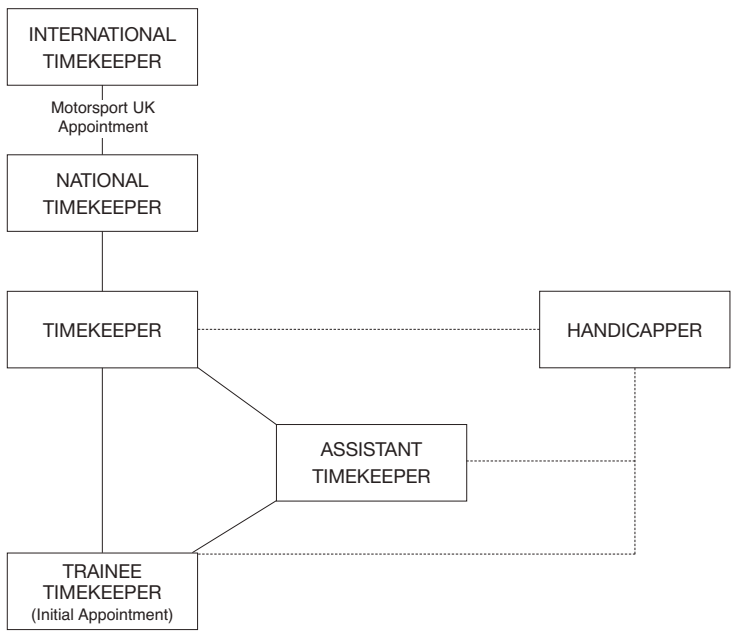 INTERNATIONAL
TIMEKEEPER
Motorsport UK
Appointment
NATIONAL
TIMEKEEPER
TIMEKEEPER
HANDICAPPER
ASSISTANT
TIMEKEEPER
TRAINEE
TIMEKEEPER
(Initial Appointment)